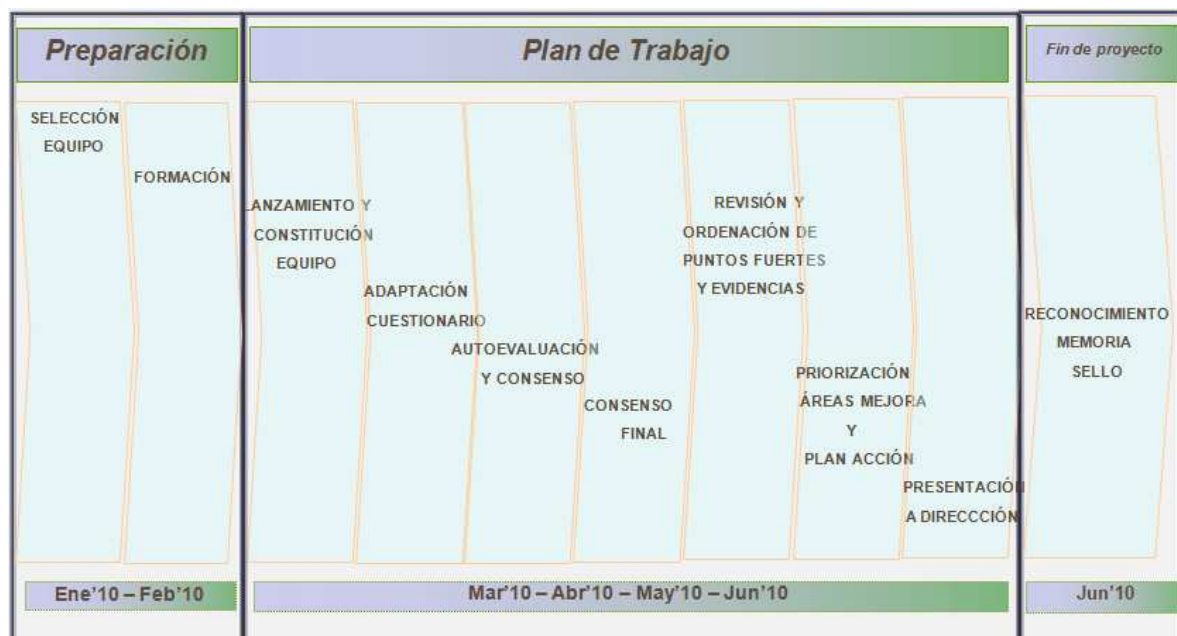 Preparación
Plan de Trabajo
Fin de proyecto
SELECCIÓN
EQUIPO
FORMACIÓN
LANZAMIENTO Y
CONSTITUCIÓN
EQUIPO
ADAPTACIÓN
CUESTIONARIO
AUTOEVALUACIÓN
Y CONSENSO
CONSENSO
FINAL
REVISIÓN Y
ORDENACIÓN DE
PUNTOS FUERTES
Y EVIDENCIAS
PRIORIZACIÓN
ÁREAS MEJORA
Y
PLAN ACCIÓN
PRESENTACIÓN
A DIRECCCIÓN
RECONOCIMIENTO
MEMORIA
SELLO
Ene'10 – Feb'10
Mar'10 – Abr'10 – May'10 – Jun'10
Jun'10